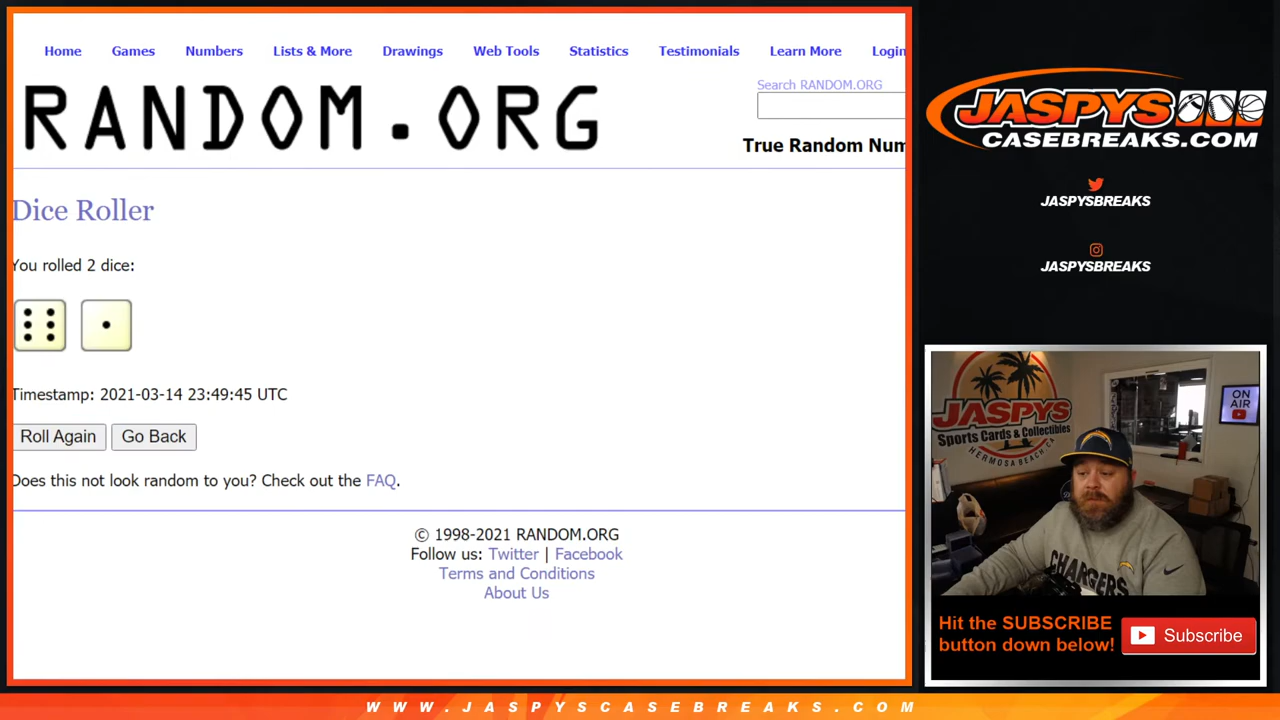 Home Games Numbers Lists & More Drawings Web Tools Statistics Testimonials Learn More Login
RANDOM.ORG
Search RANDOM.ORG
True Random Num
Dice Roller
You rolled 2 dice:
Timestamp: 2021-03-14 23:49:45 UTC
Roll Again Go Back
Does this not look random to you? Check out the FAQ.
© 1998-2021 RANDOM.ORG
Follow us: Twitter | Facebook
Terms and Conditions
About Us
JASPYS
CASEBREAKS.COM
JASPYSBREAKS
JASPYSBREAKS
JASPYS
Sports Cards & Collectibles
HERMOSA BEACH, CA
ON
AIR
CHARGERS
Hit the SUBSCRIBE
button down below!
Subscribe
WWW.JASPYSCASEBREAKS.COM